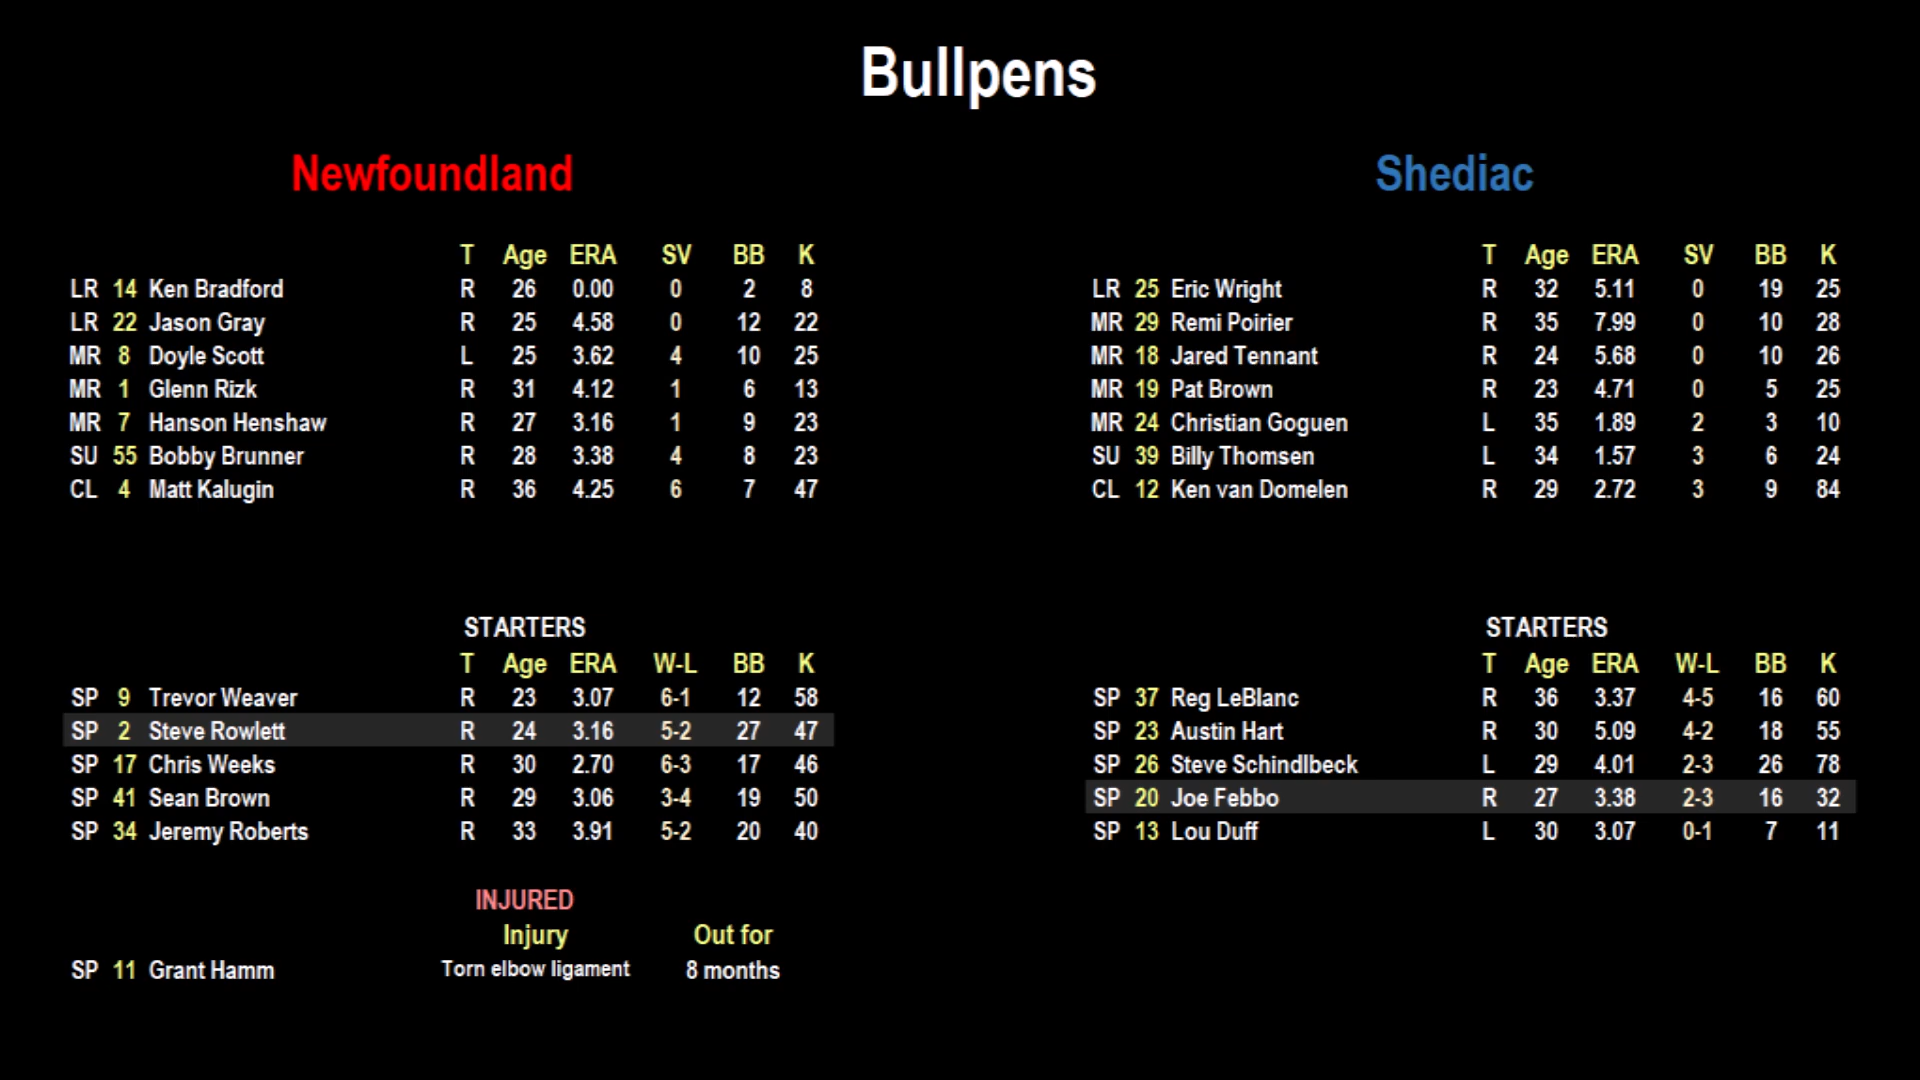 Bullpens
Newfoundland
T Age ERA SV BB K
LR 14 Ken Bradford R 26 0.00 0 2 8
LR 22 Jason Gray R 25 4.58 0 12 22
MR 8 Doyle Scott L 25 3.62 4 10 25
MR 1 Glenn Rizk R 31 4.12 1 6 13
MR 7 Hanson Henshaw R 27 3.16 1 9 23
SU 55 Bobby Brunner R 28 3.38 4 8 23
CL 4 Matt Kalugin R 36 4.25 6 7 47
STARTERS
T Age ERA W-L BB K
SP 9 Trevor Weaver R 23 3.07 6-1 12 58
SP 2 Steve Rowlett R 24 3.16 5-2 27 47
SP 17 Chris Weeks R 30 2.70 6-3 17 46
SP 41 Sean Brown R 29 3.06 3-4 19 50
SP 34 Jeremy Roberts R 33 3.91 5-2 20 40
INJURED
Injury Out for
SP 11 Grant Hamm Torn elbow ligament 8 months
Shediac
T Age ERA SV BB K
LR 25 Eric Wright R 32 5.11 0 19 25
MR 29 Remi Poirier R 35 7.99 0 10 28
MR 18 Jared Tennant R 24 5.68 0 10 26
MR 19 Pat Brown R 23 4.71 0 5 25
MR 24 Christian Goguen L 35 1.89 2 3 10
SU 39 Billy Thomsen L 34 1.57 3 6 24
CL 12 Ken van Domelen R 29 2.72 3 9 84
STARTERS
T Age ERA W-L BB K
SP 37 Reg LeBlanc R 36 3.37 4-5 16 60
SP 23 Austin Hart R 30 5.09 4-2 18 55
SP 26 Steve Schindlbeck L 29 4.01 2-3 26 78
SP 20 Joe Febbo R 27 3.38 2-3 16 32
SP 13 Lou Duff L 30 3.07 0-1 7 11